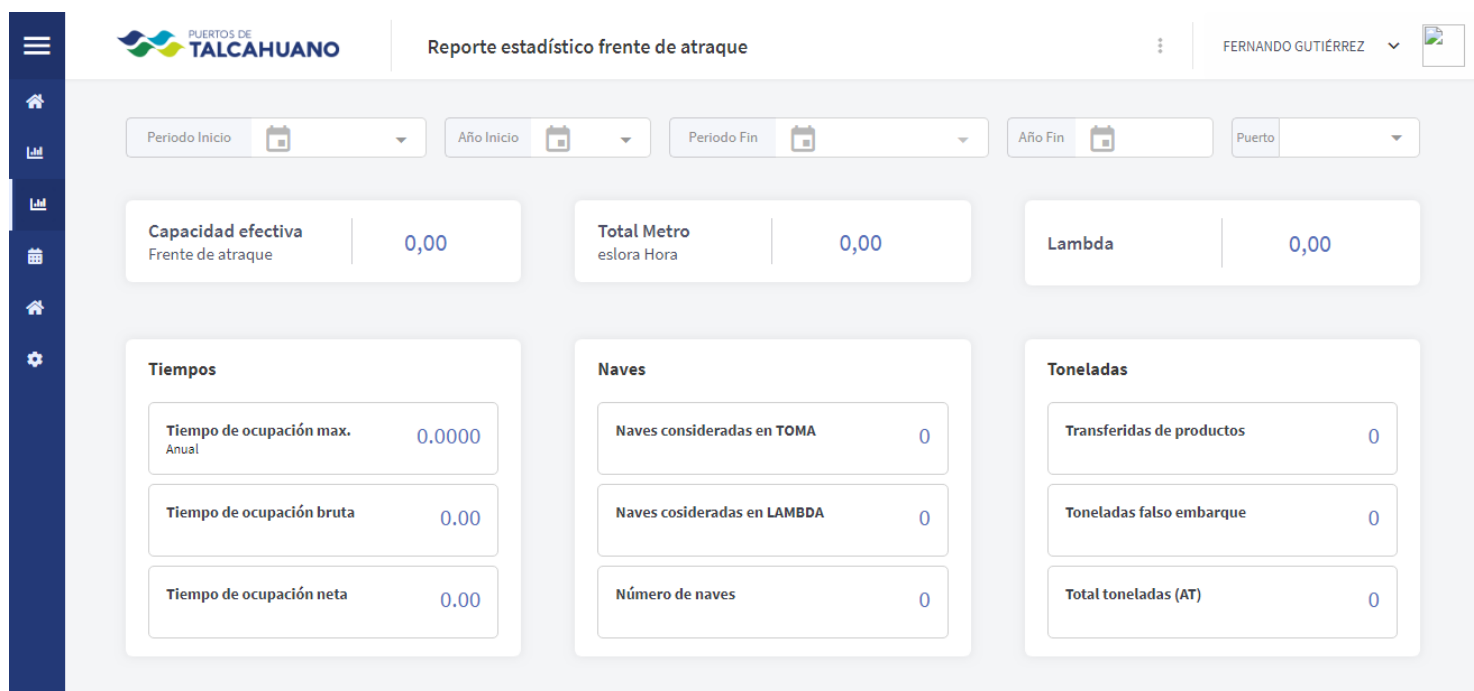 PUERTOS DE
TALCAHUANO
Reporte estadístico frente de atraque
FERNANDO GUTIÉRREZ
Periodo Inicio
Año Inicio
Periodo Fin
Año Fin
Puerto
Capacidad efectiva
Frente de atraque
0,00
Total Metro
eslora Hora
0,00
Lambda
0,00
Tiempos
Tiempo de ocupación max.
Anual
0.0000
Tiempo de ocupación bruta
0.00
Tiempo de ocupación neta
0.00
Naves
Naves consideradas en TOMA
0
Naves cosideradas en LAMBDA
0
Número de naves
0
Toneladas
Transferidas de productos
0
Toneladas falso embarque
0
Total toneladas (AT)
0